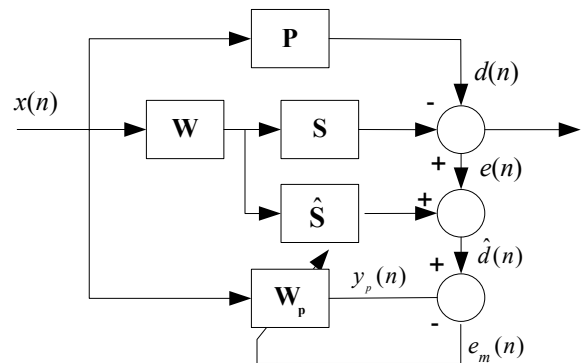 P
d(n)
x(n)
-
W
S
+
e(n)
Ŝ
+
+
d̂(n)
W_p
y_p(n)
-
e_m(n)